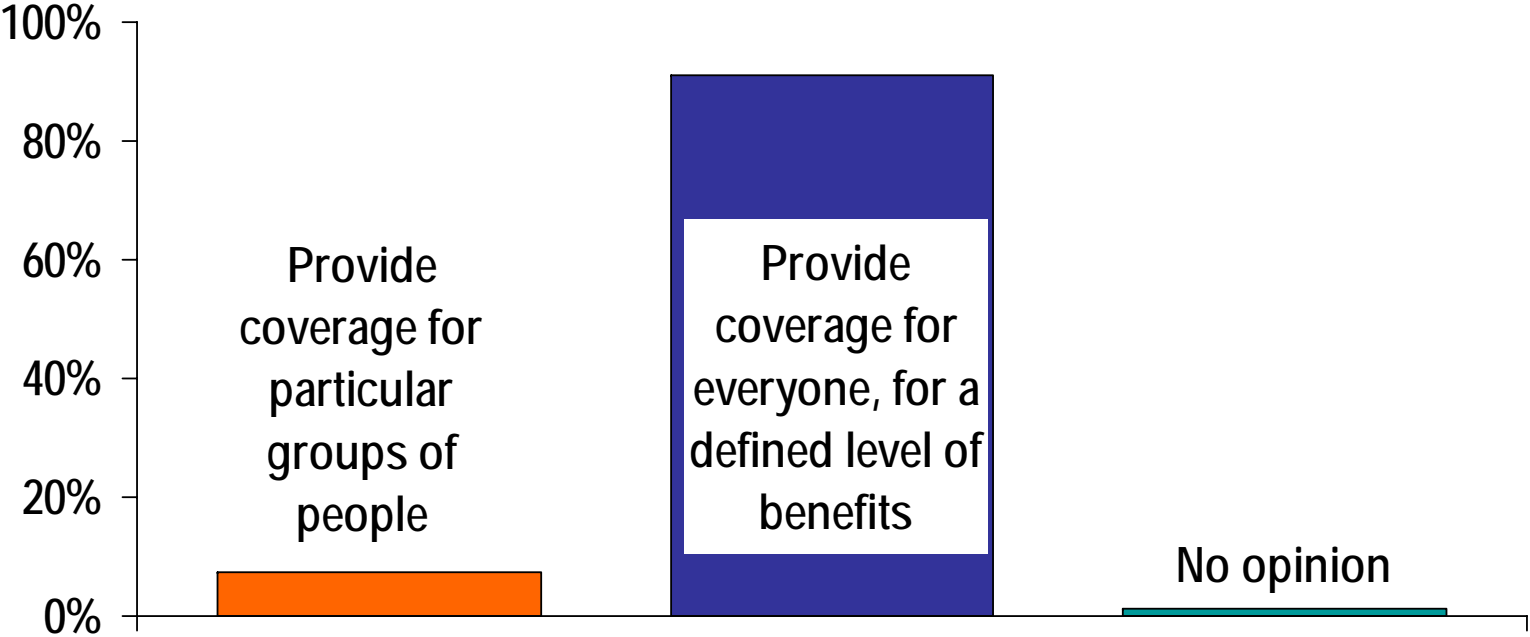 100%
80%
60%
40%
20%
0%
Provide
coverage for
particular
groups of
people
Provide
coverage for
everyone, for a
defined level of
benefits
No opinion